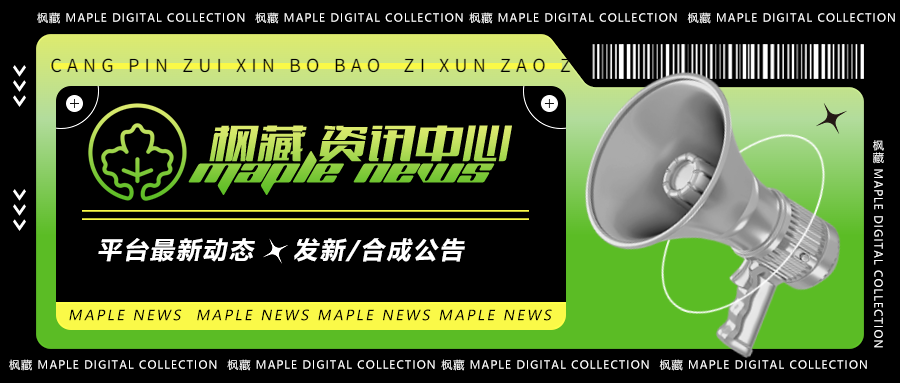 枫藏 MAPLE DIGITAL COLLECTION 枫藏 MAPLE DIGITAL COLLECTION 枫藏 MAPLE DIGITAL COLLECTION 枫藏 MAPLE DIGITAL COLLECTION
CANG PIN ZUI XIN BO BAO ZI XUN ZAO Z
枫藏 资讯中心
maple news
平台最新动态 发新/合成公告
MAPLE NEWS MAPLE NEWS MAPLE NEWS MAPLE NEWS
枫藏 MAPLE DIGITAL COLLECTION
枫藏 MAPLE DIGITAL COLLECTION 枫藏 MAPLE DIGITAL COLLECTION 枫藏 MAPLE DIGITAL COLLECTION 枫藏 MAPLE DIGITAL COLLECTION